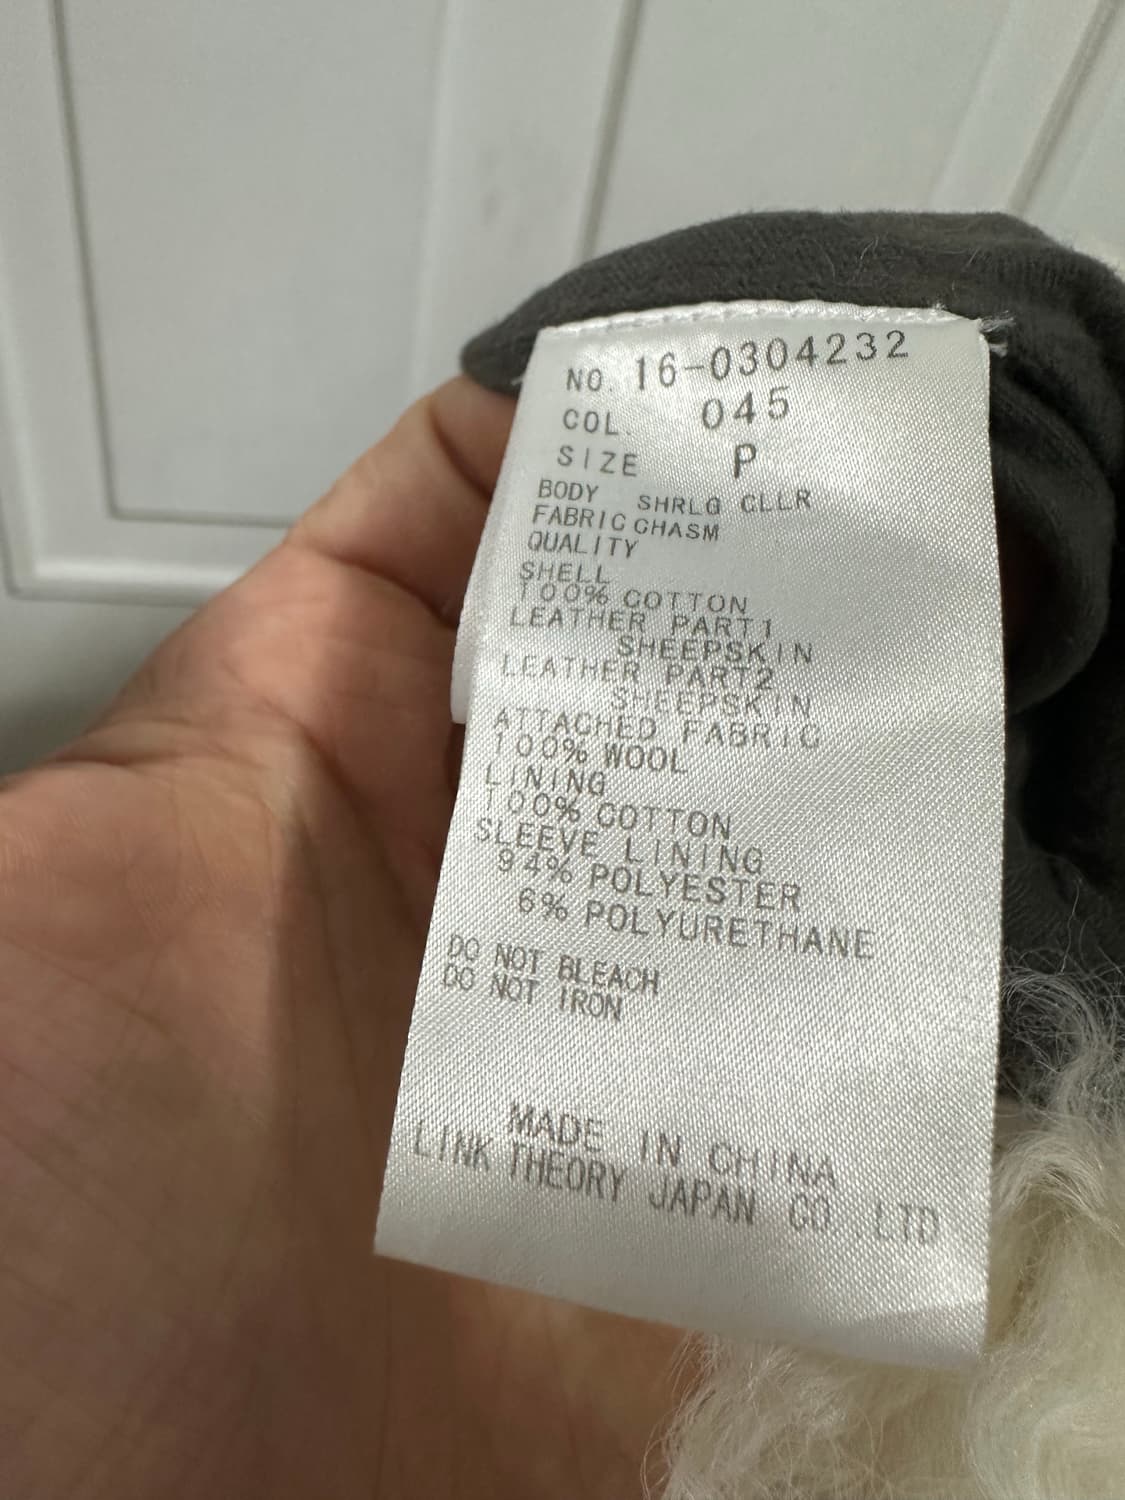 NO. 16-0304232
COL. 045
SIZE P
BODY SHRLG CLLR
FABRIC CHASM
QUALITY
SHELL
100% COTTON
LEATHER PART1
SHEEPSKIN
LEATHER PART2
SHEEPSKIN
ATTACHED FABRIC
100% WOOL
LINING
100% COTTON
SLEEVE LINING
94% POLYESTER
6% POLYURETHANE
DO NOT BLEACH
DO NOT IRON
MADE IN CHINA
LINK THEORY JAPAN CO.,LTD